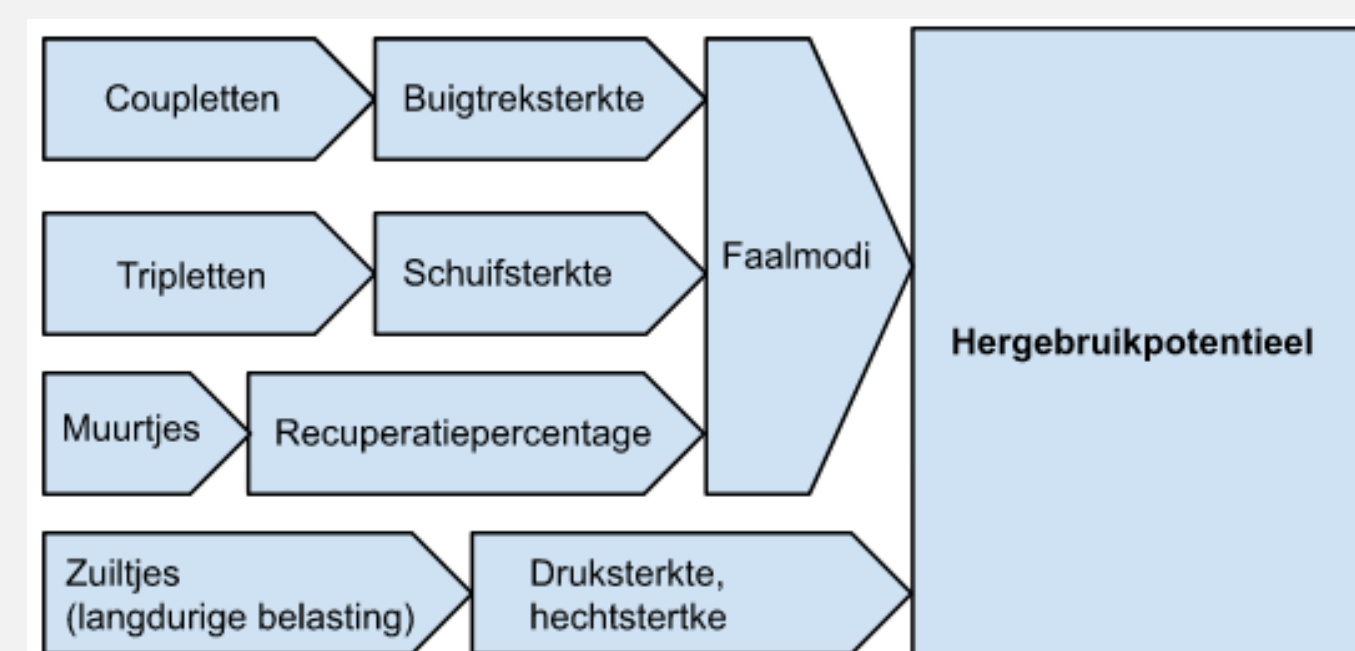 Coupletten
Buigtreksterkte
Tripletten
Schuifsterkte
Muurtjes
Recuperatiepercentage
Faalmodi
Zuiltjes
(langdurige belasting)
Druksterkte,
hechtstertke
Hergebruikpotentieel